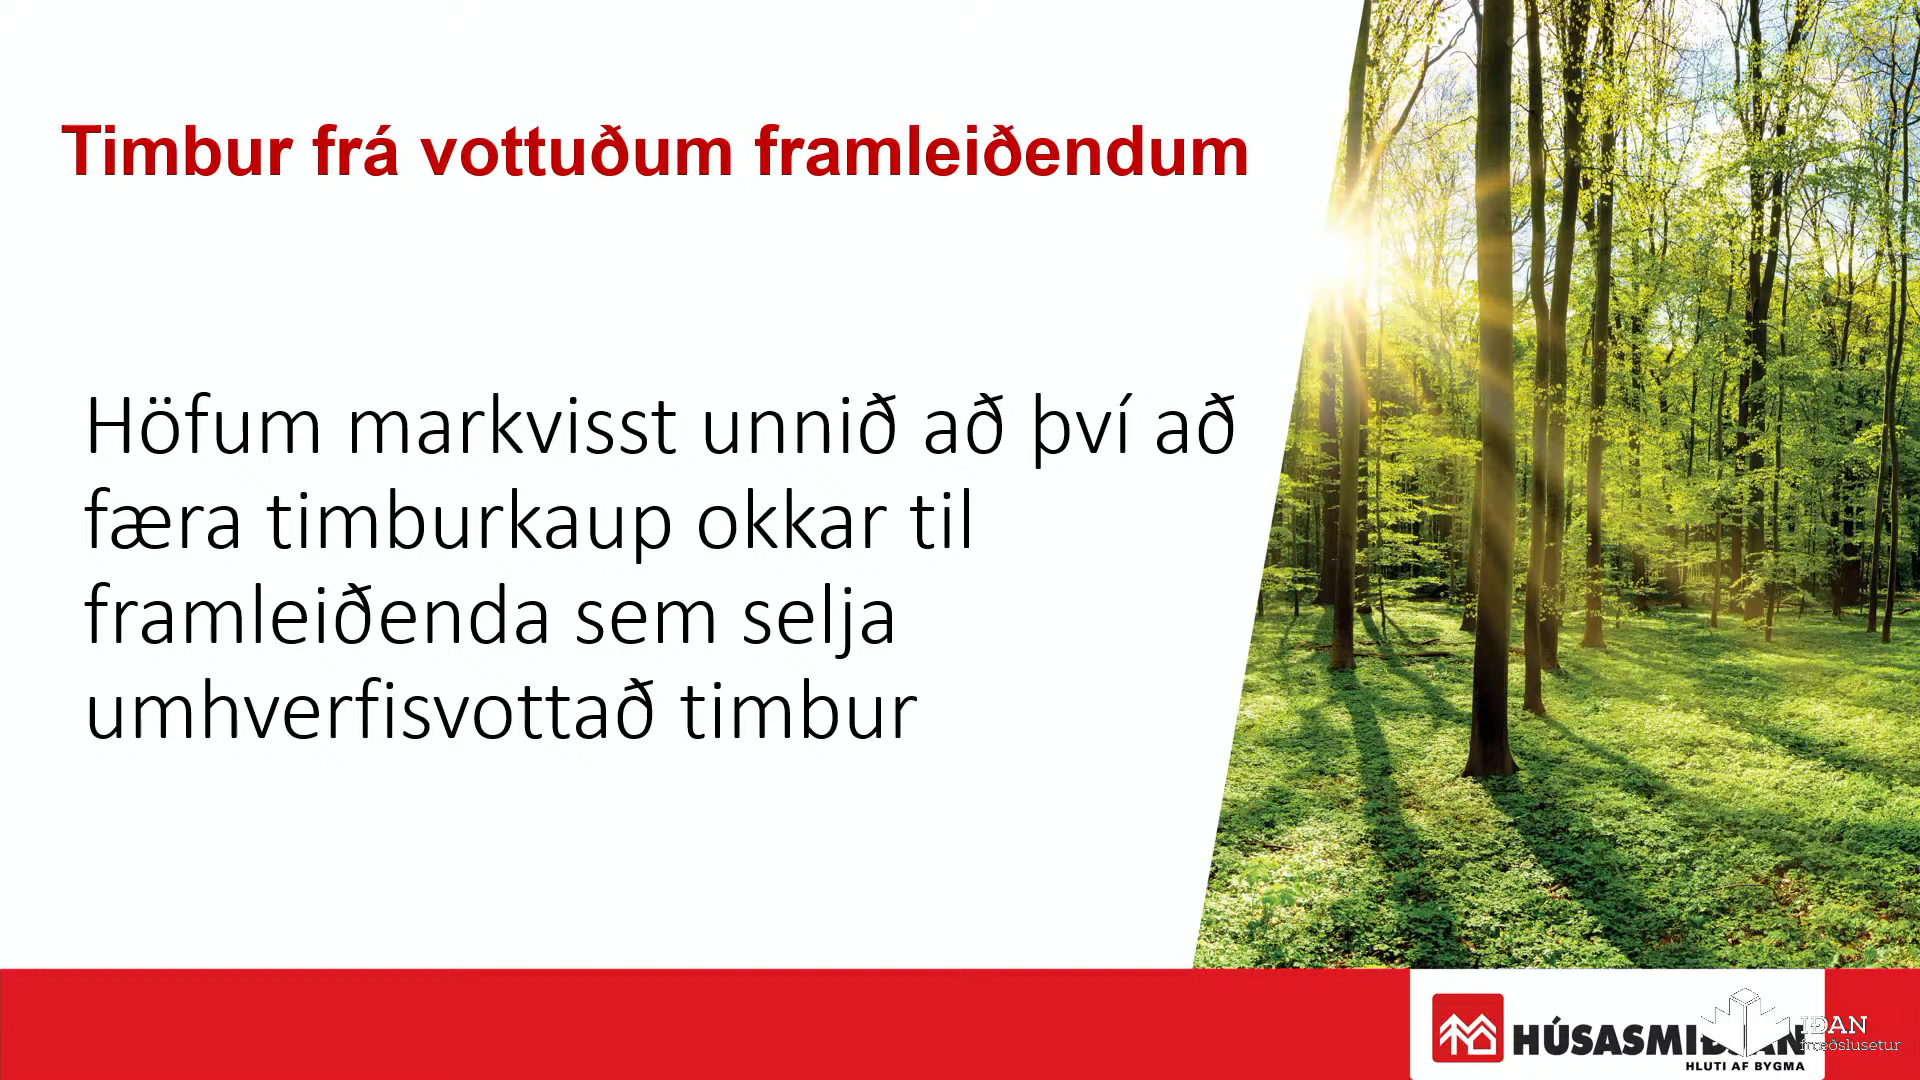 Timbur frá vottuðum framleiðendum
Höfum markvisst unnið að því að
færa timburkaup okkar til
framleiðenda sem selja
umhverfisvottað timbur
HÚSASMIÐJAN
HLUTI AF BYGMA
IÐAN
fræðslusetur